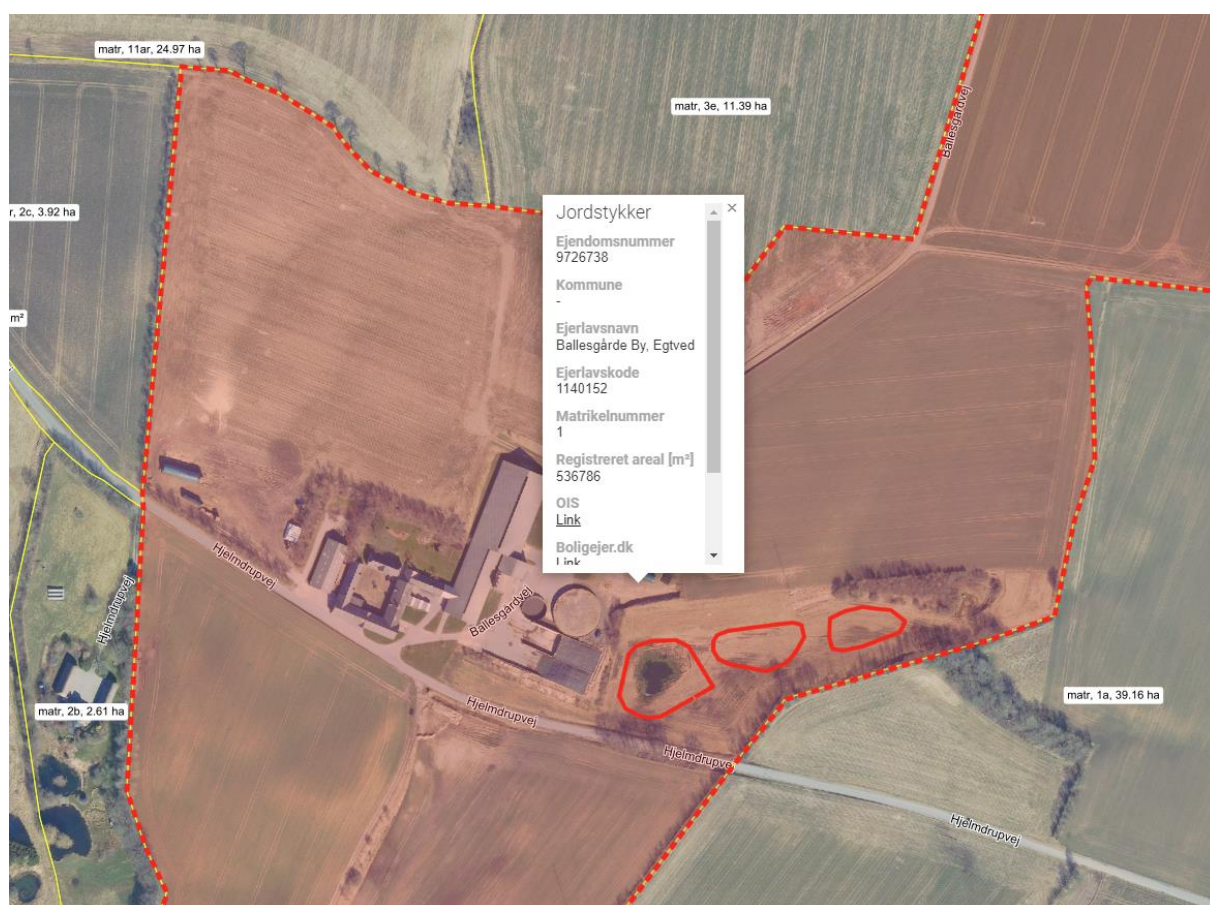 matr, 11ar, 24.97 ha
matr, 3e, 11.39 ha
Ballesgårdvej
r, 2c, 3.92 ha
m²
Jordstykker
×
Ejendomsnummer
9726738
Kommune
-
Ejerlavsnavn
Ballesgårde By, Egtved
Ejerlavskode
1140152
Matrikelnummer
1
Registreret areal [m²]
536786
OIS
Link
Boligejer.dk
Link
Hjelmdrupvej
Hjelmdrupvej
Ballesgårdvej
matr, 2b, 2.61 ha
Hjelmdrupvej
matr, 1a, 39.16 ha
Hjelmdrupvej
Hjelmdrupvej